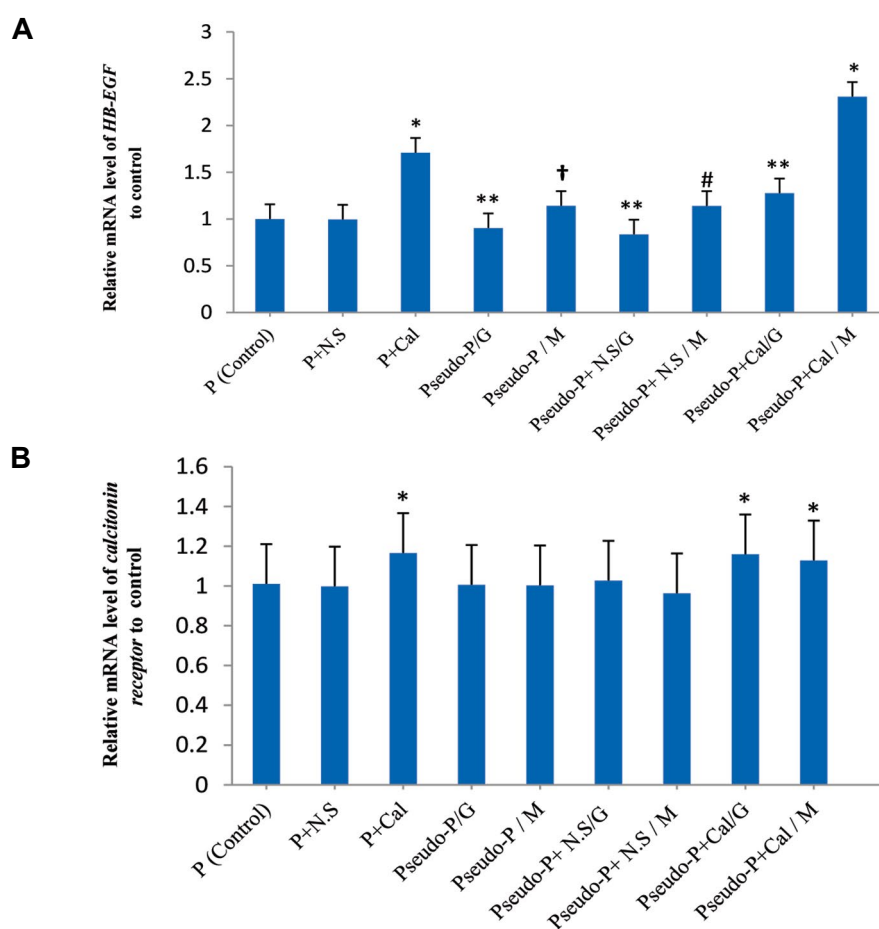 A
Relative mRNA level of HB-EGF
to control
3
2.5
2
1.5
1
0.5
0
*
**
†
**
#
**
*
P (Control)
P+N.S
P+Cal
Pseudo-P/G
Pseudo-P / M
Pseudo-P+ N.S/G
Pseudo-P+ N.S / M
Pseudo-P+Cal/G
Pseudo-P+Cal / M
B
Relative mRNA level of calcitonin
receptor to control
1.6
1.4
1.2
1
0.8
0.6
0.4
0.2
0
*
*
*
P (Control)
P+N.S
P+Cal
Pseudo-P/G
Pseudo-P / M
Pseudo-P+ N.S/G
Pseudo-P+ N.S / M
Pseudo-P+Cal/G
Pseudo-P+Cal / M